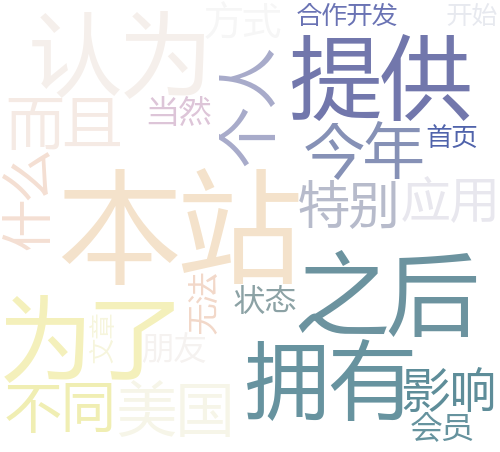 方式
合作开发
开始
认为
提供
个人
而且
当然
今年
首页
什么
本站
特别
应用
之后
无法
状态
为了
文章
朋友
拥有
影响
不同
美国
会员